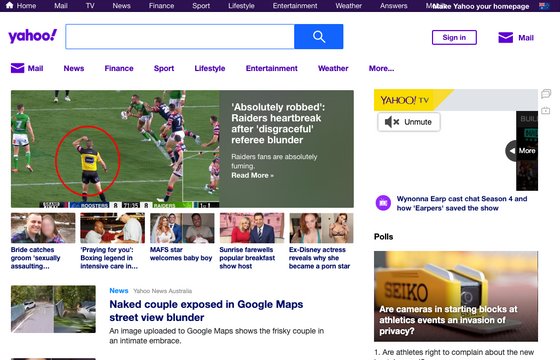 Home Mail TV News Finance Sport Lifestyle Entertainment Weather Answers Make Yahoo your homepage
yahoo!
Sign in
Mail
Mail News Finance Sport Lifestyle Entertainment Weather More...
'Absolutely robbed':
Raiders heartbreak
after 'disgraceful'
referee blunder
Raiders fans are absolutely
fuming.
Read More »
ROOSTERS 8 71:35 8 RAIDERS
Bride catches
groom 'sexually
assaulting...
'Praying for you':
Boxing legend in
intensive care in...
MAFS star
welcomes baby boy
Sunrise farewells
popular breakfast
show host
Ex-Disney actress
reveals why she
became a porn star
News Yahoo News Australia
Naked couple exposed in Google Maps
street view blunder
An image uploaded to Google Maps shows the frisky couple in
an intimate embrace.
YAHOO! TV
Unmute
BUIL
More
Wynonna Earp cast chat Season 4 and
how 'Earpers' saved the show
Polls
SEIKO
Are cameras in starting blocks at
athletics events an invasion of
privacy?
1. Are athletes right to complain about the new